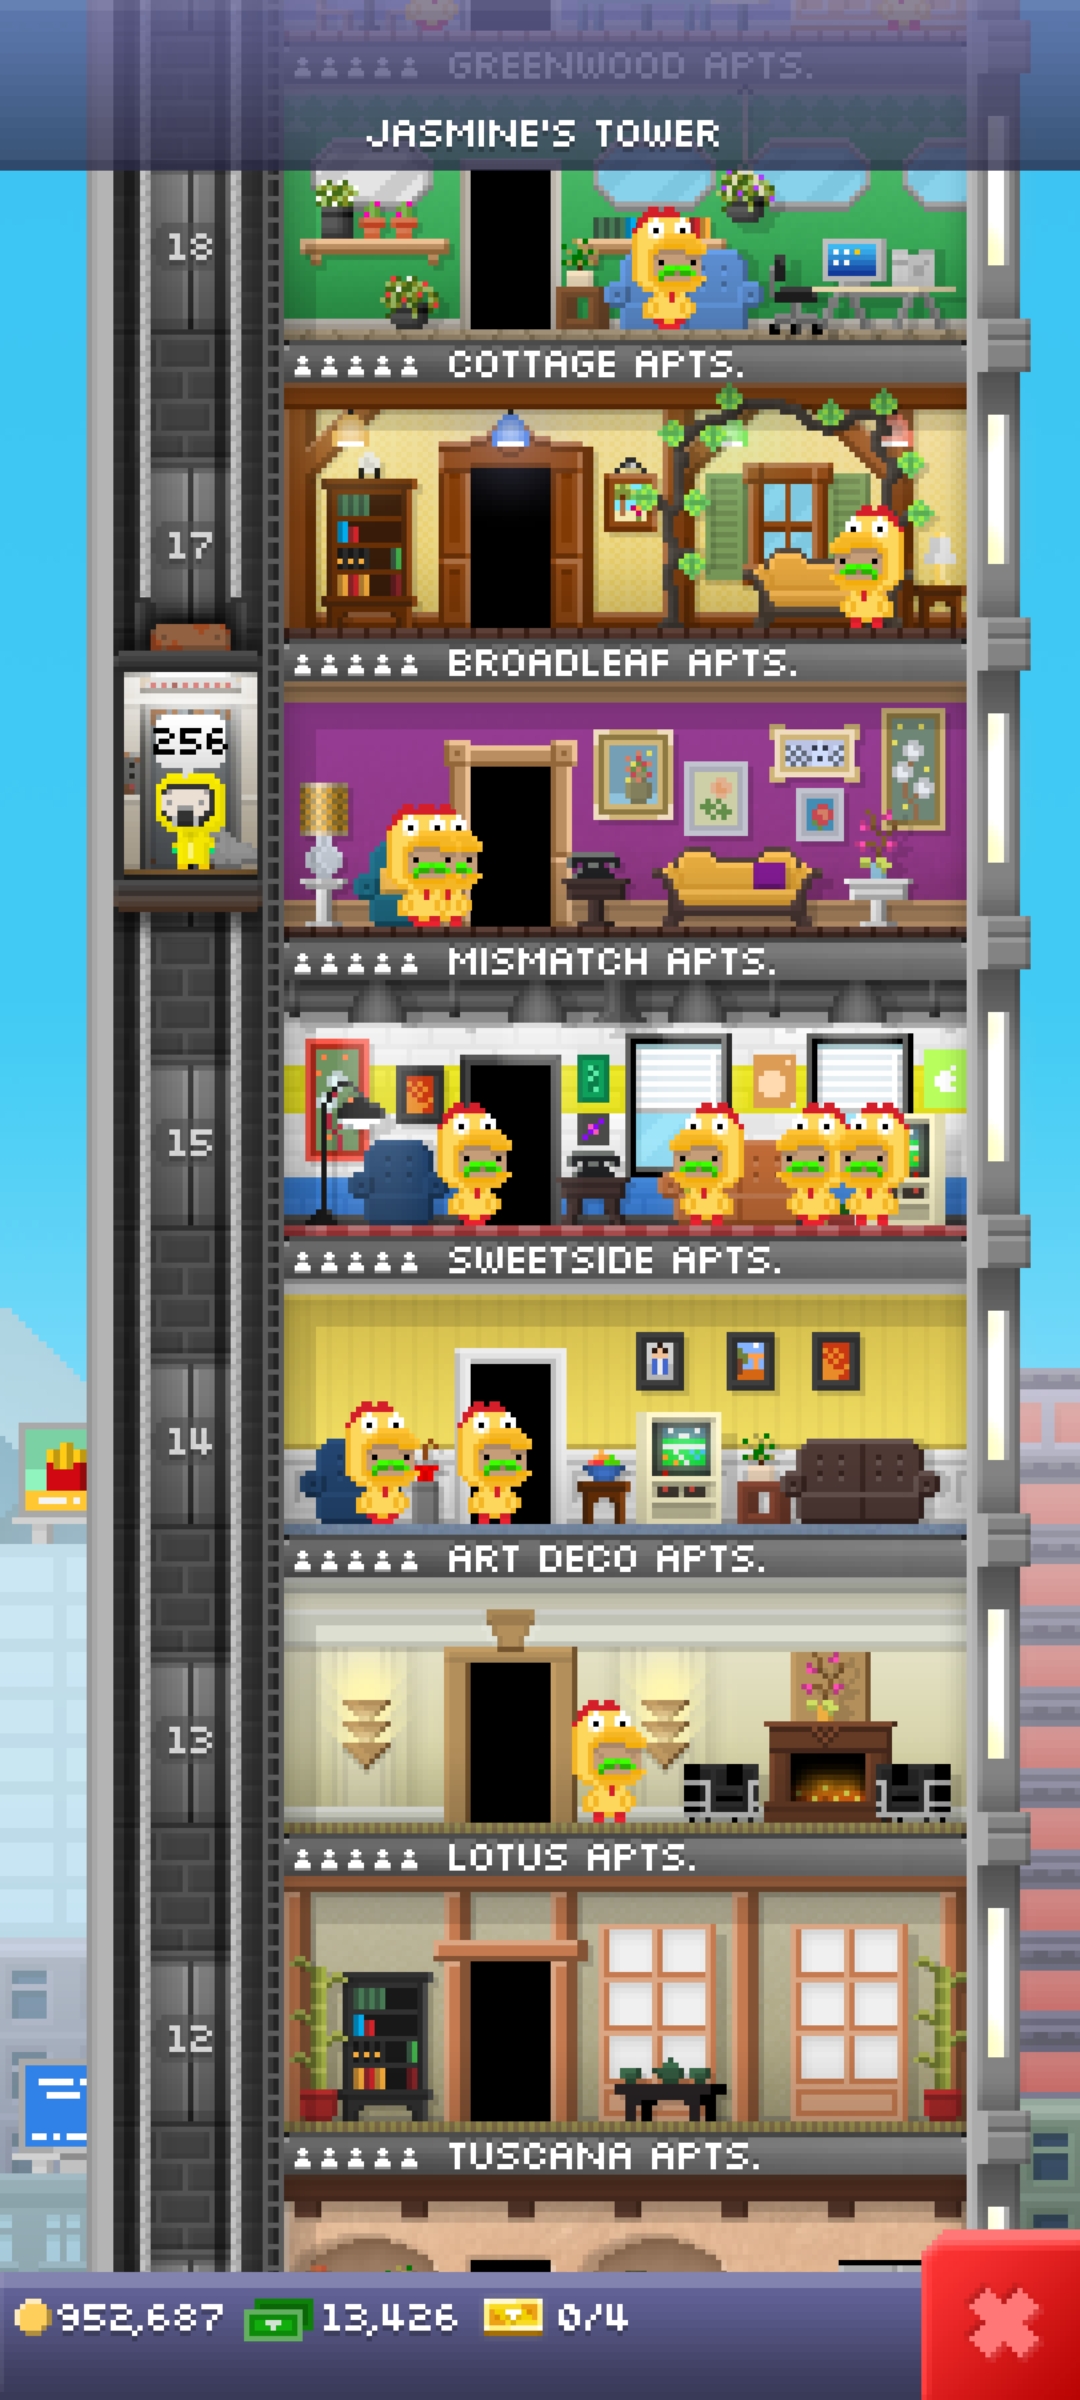 GREENWOOD APTS.
JASMINE'S TOWER
18
COTTAGE APTS.
17
BROADLEAF APTS.
256
MISMATCH APTS.
15
SWEETSIDE APTS.
14
ART DECO APTS.
13
LOTUS APTS.
12
TUSCANA APTS.
952,687 13,426 0/4